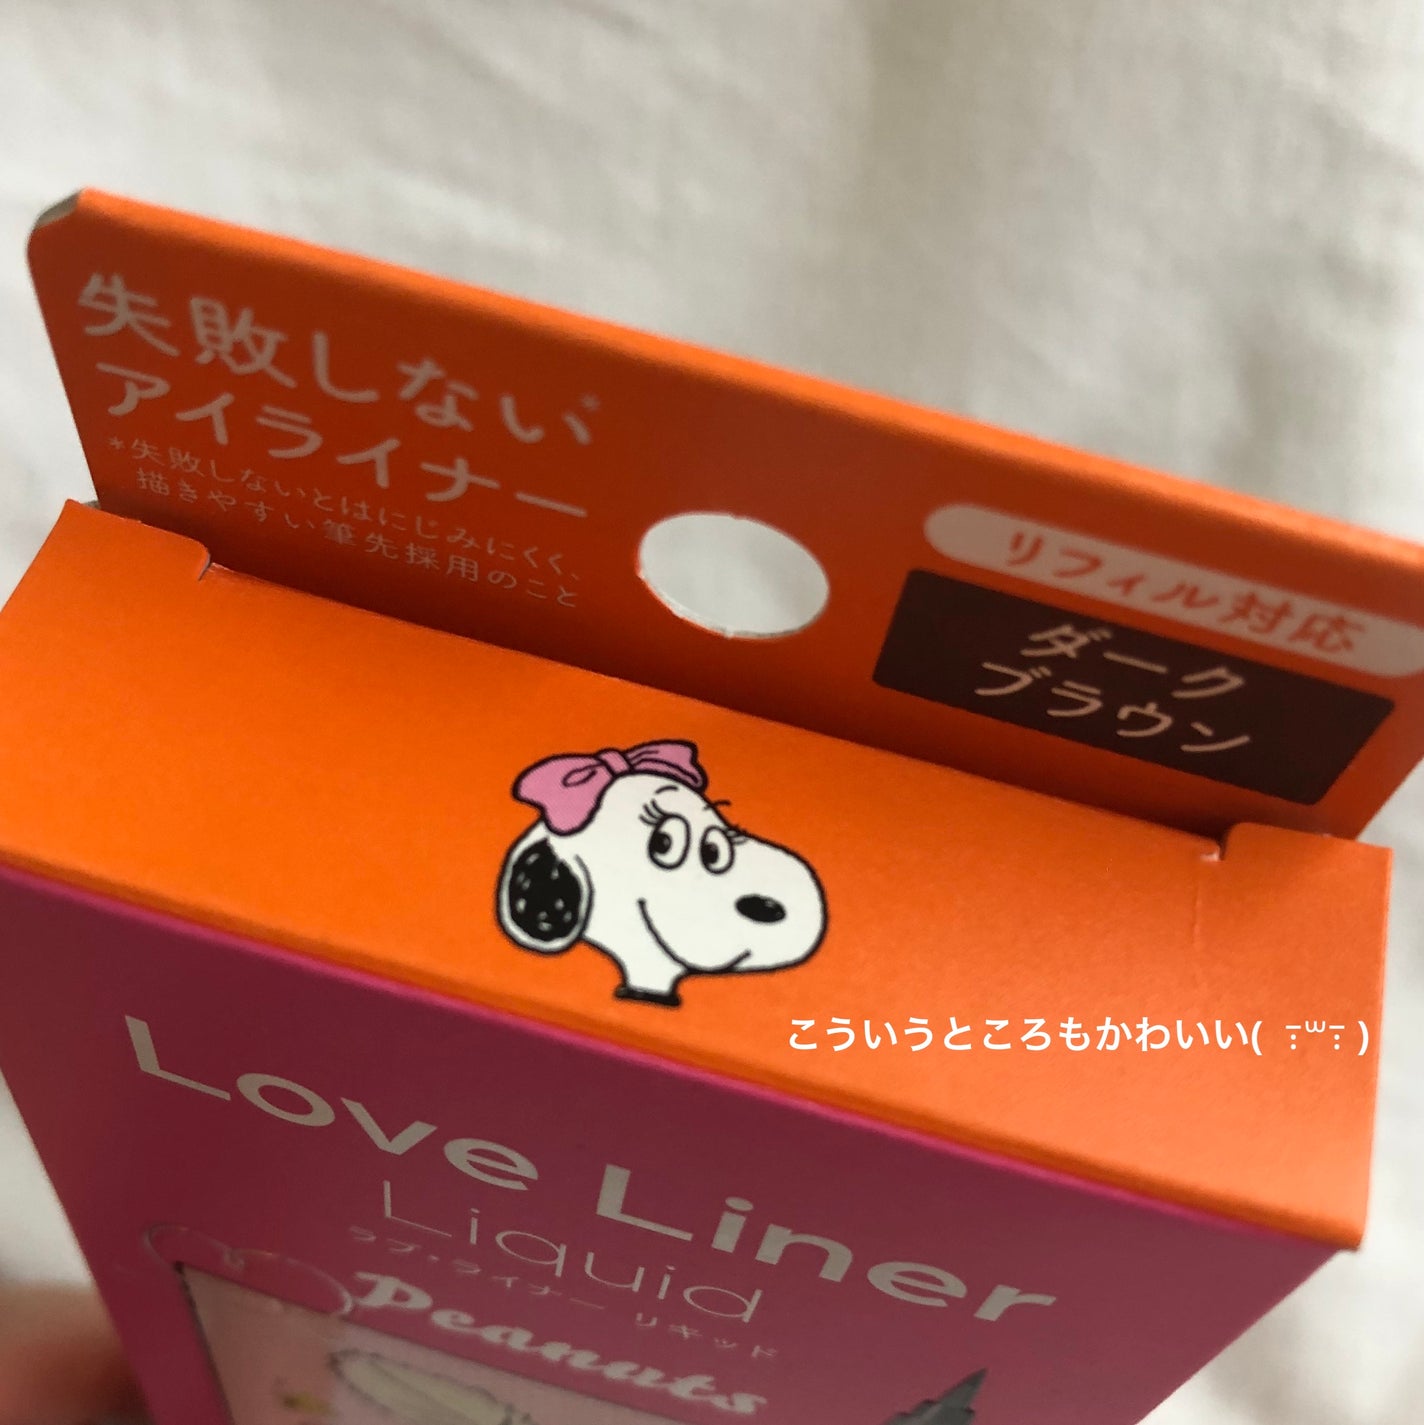 失敗しない*
アイライナー
*失敗しないとはにじみにくく、
描きやすい筆先採用のこと
リフィル対応
ダーク
ブラウン
こういうところもかわいい( ⩪ )
Love Liner
Liquid
ラブ・ライナー リキッド
Peanuts